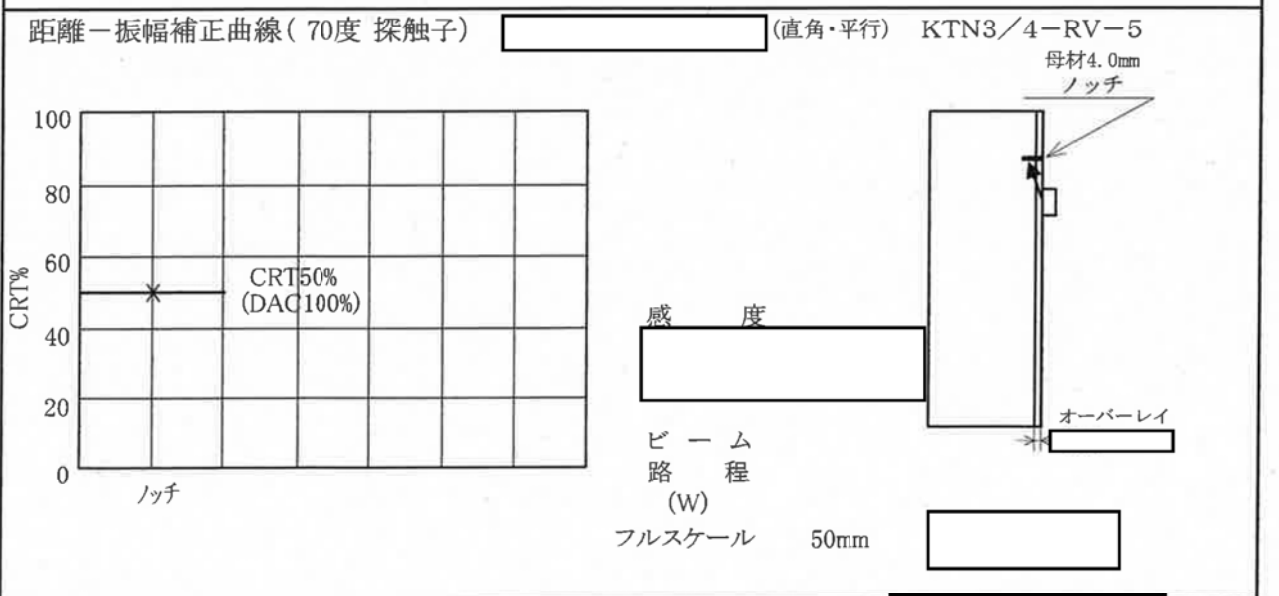 距離－振幅補正曲線( 70度 探触子) (直角・平行) KTN3／4－RV－5
母材4.0mm
ノッチ
100
80
60
40
20
0
CRT%
CRT50%
(DAC100%)
ノッチ
感 度
ビ ー ム
路 程
(W)
フルスケール 50mm
オーバーレイ